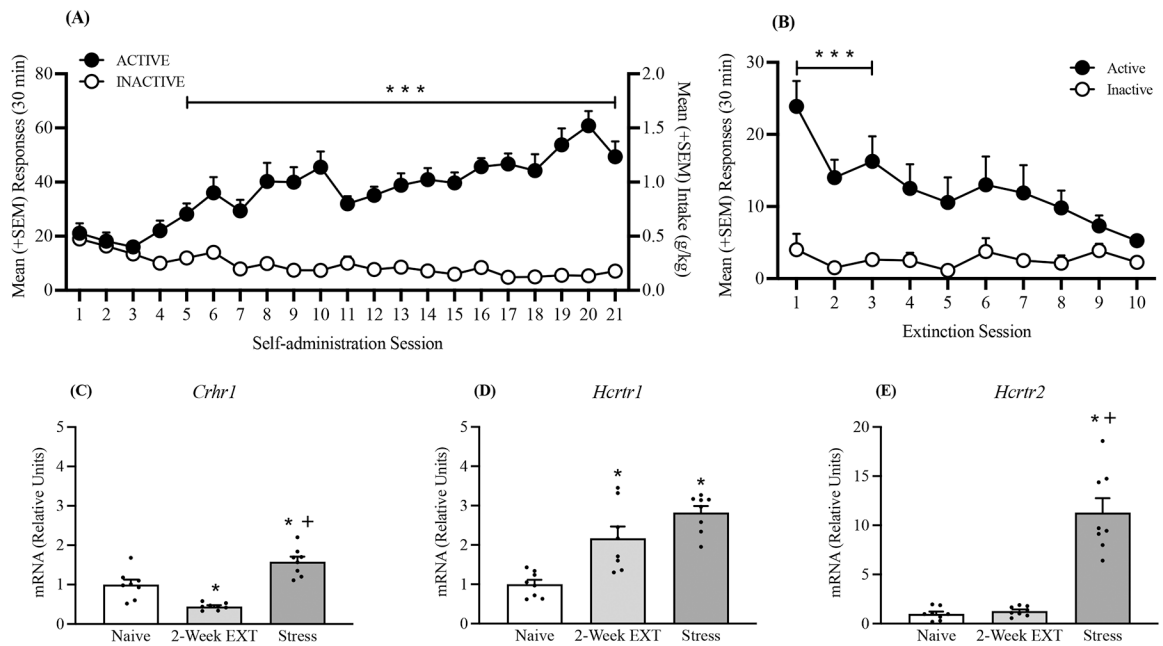 (A)
ACTIVE
INACTIVE
Mean (+SEM) Responses (30 min)
80
60
40
20
0
* * *
2.0
1.5
1.0
0.5
0.0
Mean (+SEM) Intake (g/kg)
1 2 3 4 5 6 7 8 9 10 11 12 13 14 15 16 17 18 19 20 21
Self-administration Session
(B)
Mean (+SEM) Responses (30 min)
30
20
10
0
* * *
Active
Inactive
1 2 3 4 5 6 7 8 9 10
Extinction Session
(C)
Crhr1
mRNA (Relative Units)
5
4
3
2
1
0
*
* +
Naive 2-Week EXT Stress
(D)
Hcrtr1
mRNA (Relative Units)
5
4
3
2
1
0
*
*
Naive 2-Week EXT Stress
(E)
Hcrtr2
mRNA (Relative Units)
20
15
10
5
0
* +
Naive 2-Week EXT Stress